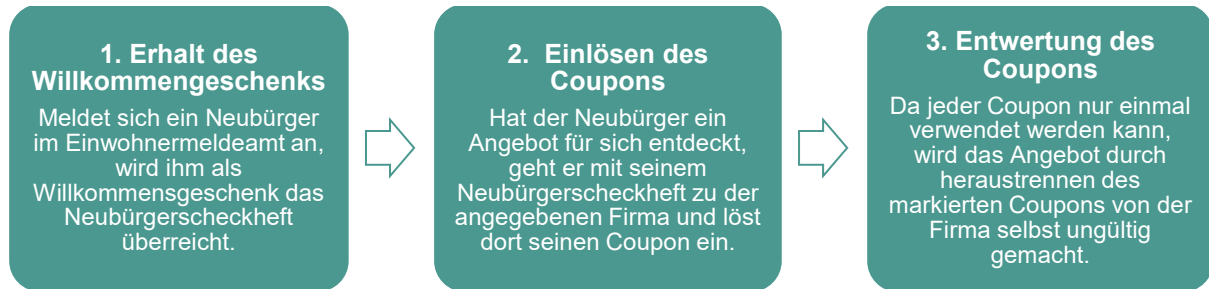 1. Erhalt des
Willkommengeschenks
Meldet sich ein Neubürger
im Einwohnermeldeamt an,
wird ihm als
Willkommensgeschenk das
Neubürgerscheckheft
überreicht.
2. Einlösen des
Coupons
Hat der Neubürger ein
Angebot für sich entdeckt,
geht er mit seinem
Neubürgerscheckheft zu der
angegebenen Firma und löst
dort seinen Coupon ein.
3. Entwertung des
Coupons
Da jeder Coupon nur einmal
verwendet werden kann,
wird das Angebot durch
heraustrennen des
markierten Coupons von der
Firma selbst ungültig
gemacht.